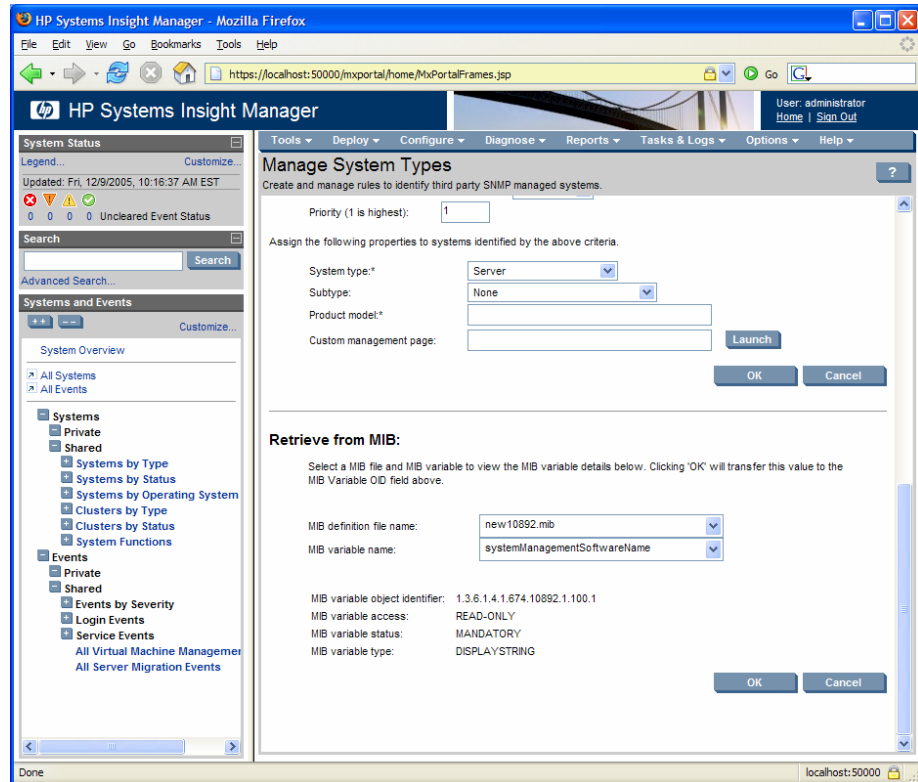 HP Systems Insight Manager - Mozilla Firefox
File Edit View Go Bookmarks Tools Help
https://localhost:50000/mxportal/home/MxPortalFrames.jsp
Go
G
hp HP Systems Insight Manager
User: administrator
Home | Sign Out
System Status
Legend... Customize...
Updated: Fri, 12/9/2005, 10:16:37 AM EST
0 0 0 0 Uncleared Event Status
Search
Search
Advanced Search...
Systems and Events
++ -- Customize...
System Overview
All Systems
All Events
Systems
Private
Shared
Systems by Type
Systems by Status
Systems by Operating System
Clusters by Type
Clusters by Status
System Functions
Events
Private
Shared
Events by Severity
Login Events
Service Events
All Virtual Machine Managemer
All Server Migration Events
Tools Deploy Configure Diagnose Reports Tasks & Logs Options Help
Manage System Types
?
Create and manage rules to identify third party SNMP managed systems.
Priority (1 is highest): 1
Assign the following properties to systems identified by the above criteria.
System type:* Server
Subtype: None
Product model:*
Custom management page: Launch
OK Cancel
Retrieve from MIB:
Select a MIB file and MIB variable to view the MIB variable details below. Clicking 'OK' will transfer this value to the
MIB Variable OID field above.
MIB definition file name: new10892.mib
MIB variable name: systemManagementSoftwareName
MIB variable object identifier: 1.3.6.1.4.1.674.10892.1.100.1
MIB variable access: READ-ONLY
MIB variable status: MANDATORY
MIB variable type: DISPLAYSTRING
OK Cancel
Done
localhost:50000